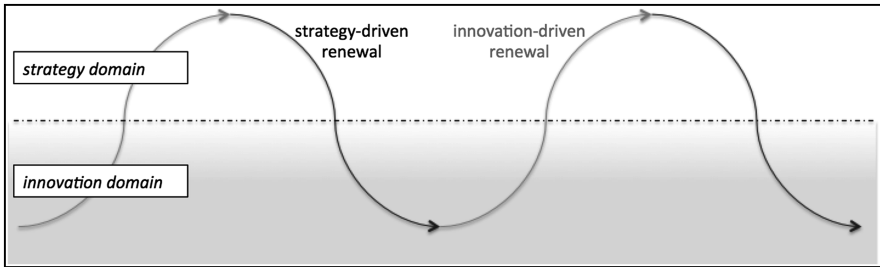 strategy-driven
renewal
innovation-driven
renewal
strategy domain
innovation domain